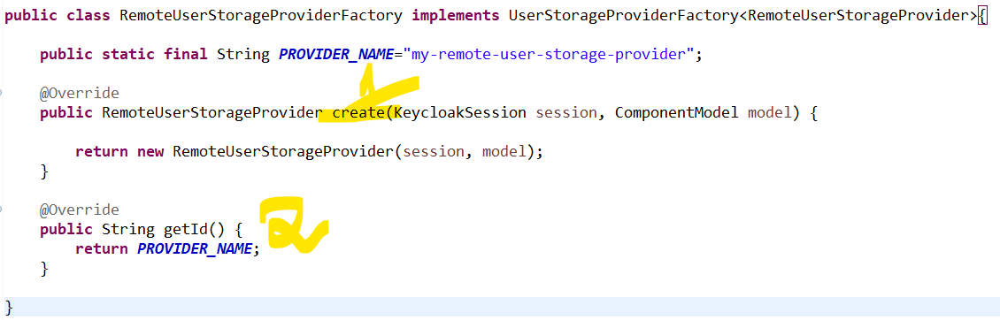 public class RemoteUserStorageProviderFactory implements UserStorageProviderFactory<RemoteUserStorageProvider>{
public static final String PROVIDER_NAME="my-remote-user-storage-provider";
1
@Override
public RemoteUserStorageProvider create(KeycloakSession session, ComponentModel model) {
return new RemoteUserStorageProvider(session, model);
}
@Override
2
public String getId() {
return PROVIDER_NAME;
}
}